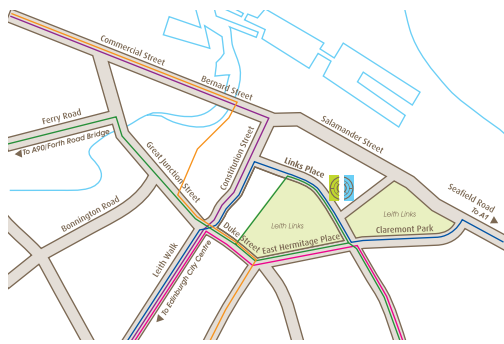 Commercial Street
Bernard Street
Ferry Road
To A90/Forth Road Bridge
Great Junction Street
Constitution Street
Salamander Street
Links Place
Seafield Road
To A1
Bonnington Road
Leith Links
Leith Links
Claremont Park
Duke Street
East Hermitage Place
Leith Walk
To Edinburgh City Centre